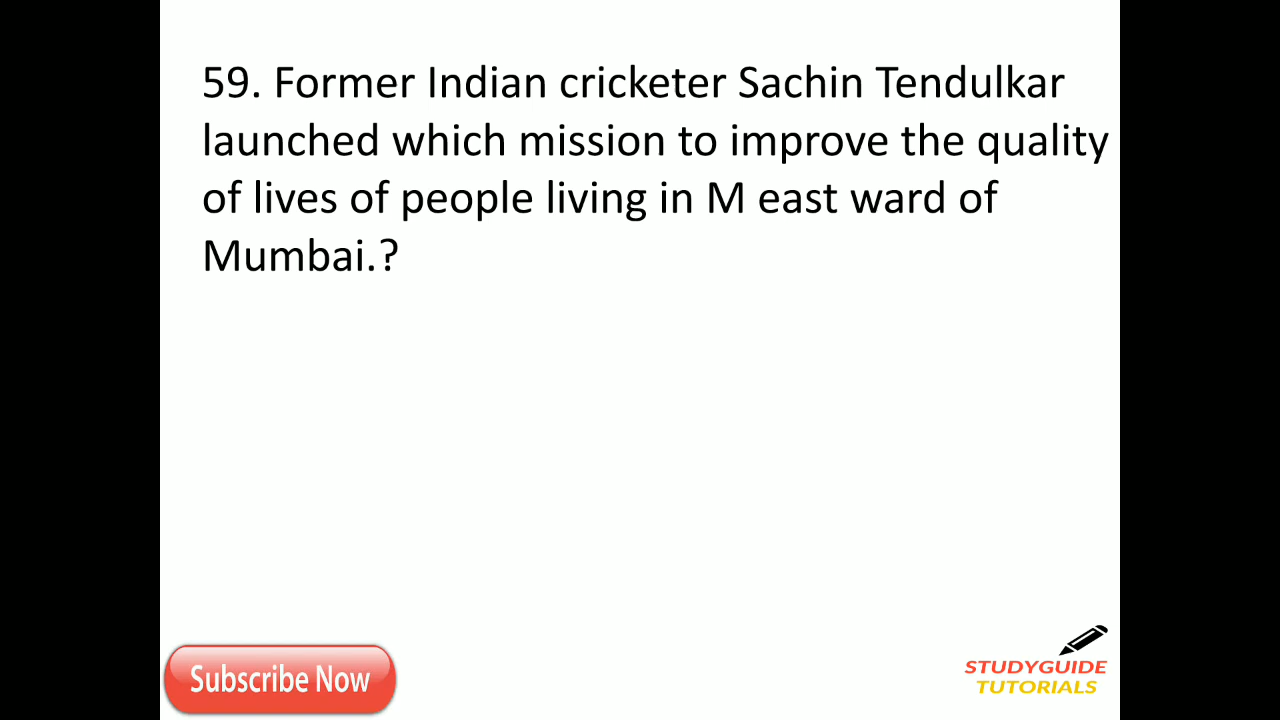 59. Former Indian cricketer Sachin Tendulkar
launched which mission to improve the quality
of lives of people living in M east ward of
Mumbai.?
Subscribe Now
STUDYGUIDE
TUTORIALS